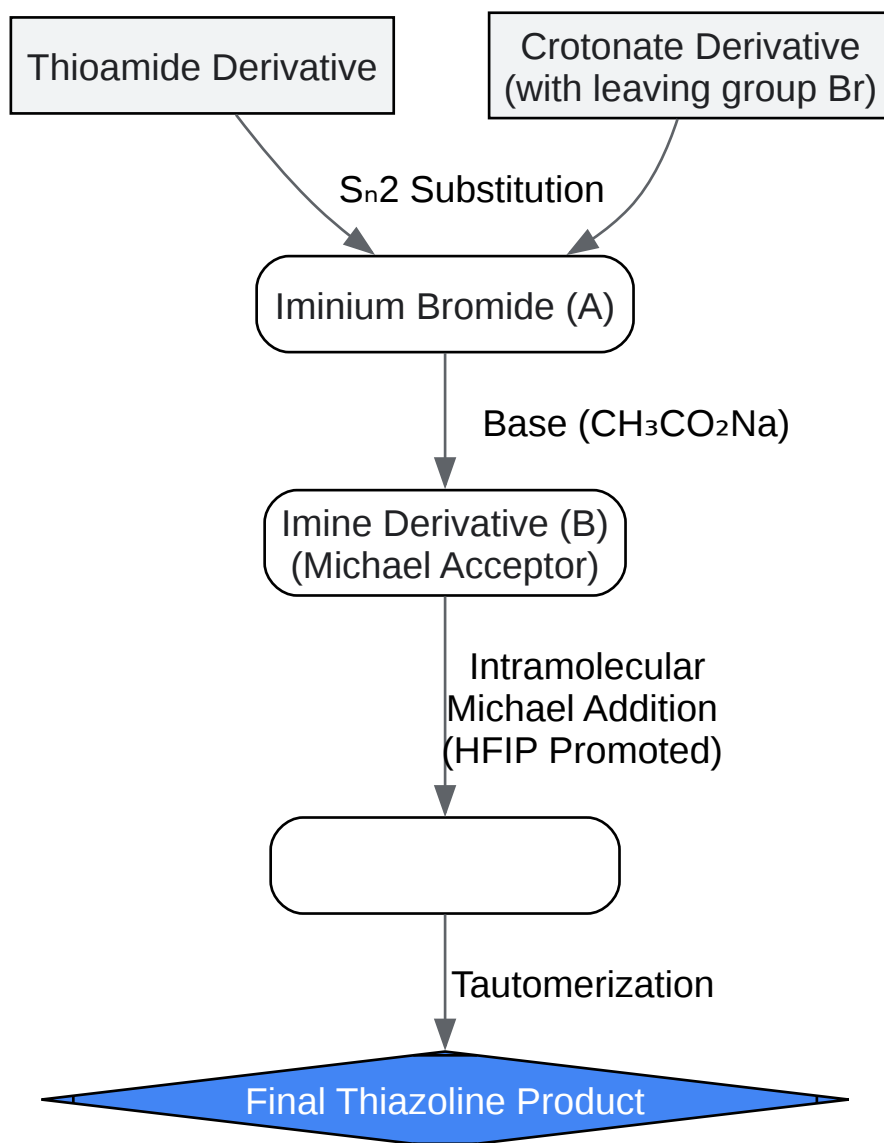 Thioamide Derivative
Crotonate Derivative
(with leaving group Br)
Sₙ2 Substitution
Iminium Bromide (A)
Base (CH₃CO₂Na)
Imine Derivative (B)
(Michael Acceptor)
Intramolecular
Michael Addition
(HFIP Promoted)
Tautomerization
Final Thiazoline Product